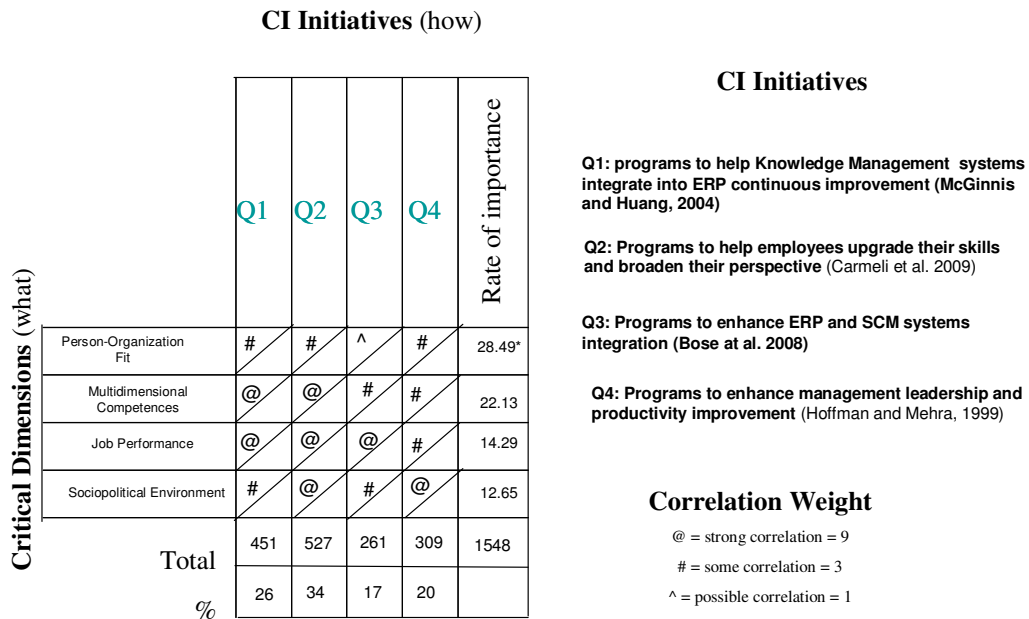 CI Initiatives (how)
Q1 Q2 Q3 Q4 Rate of importance
Critical Dimensions (what)
Person-Organization
Fit
# # ^ # 28.49*
Multidimensional
Competences
@ @ # # 22.13
Job Performance @ @ @ # 14.29
Sociopolitical Environment # @ # @ 12.65
Total 451 527 261 309 1548
% 26 34 17 20
CI Initiatives
Q1: programs to help Knowledge Management systems
integrate into ERP continuous improvement (McGinnis
and Huang, 2004)
Q2: Programs to help employees upgrade their skills
and broaden their perspective (Carmeli et al. 2009)
Q3: Programs to enhance ERP and SCM systems
integration (Bose at al. 2008)
Q4: Programs to enhance management leadership and
productivity improvement (Hoffman and Mehra, 1999)
Correlation Weight
@ = strong correlation = 9
# = some correlation = 3
^ = possible correlation = 1